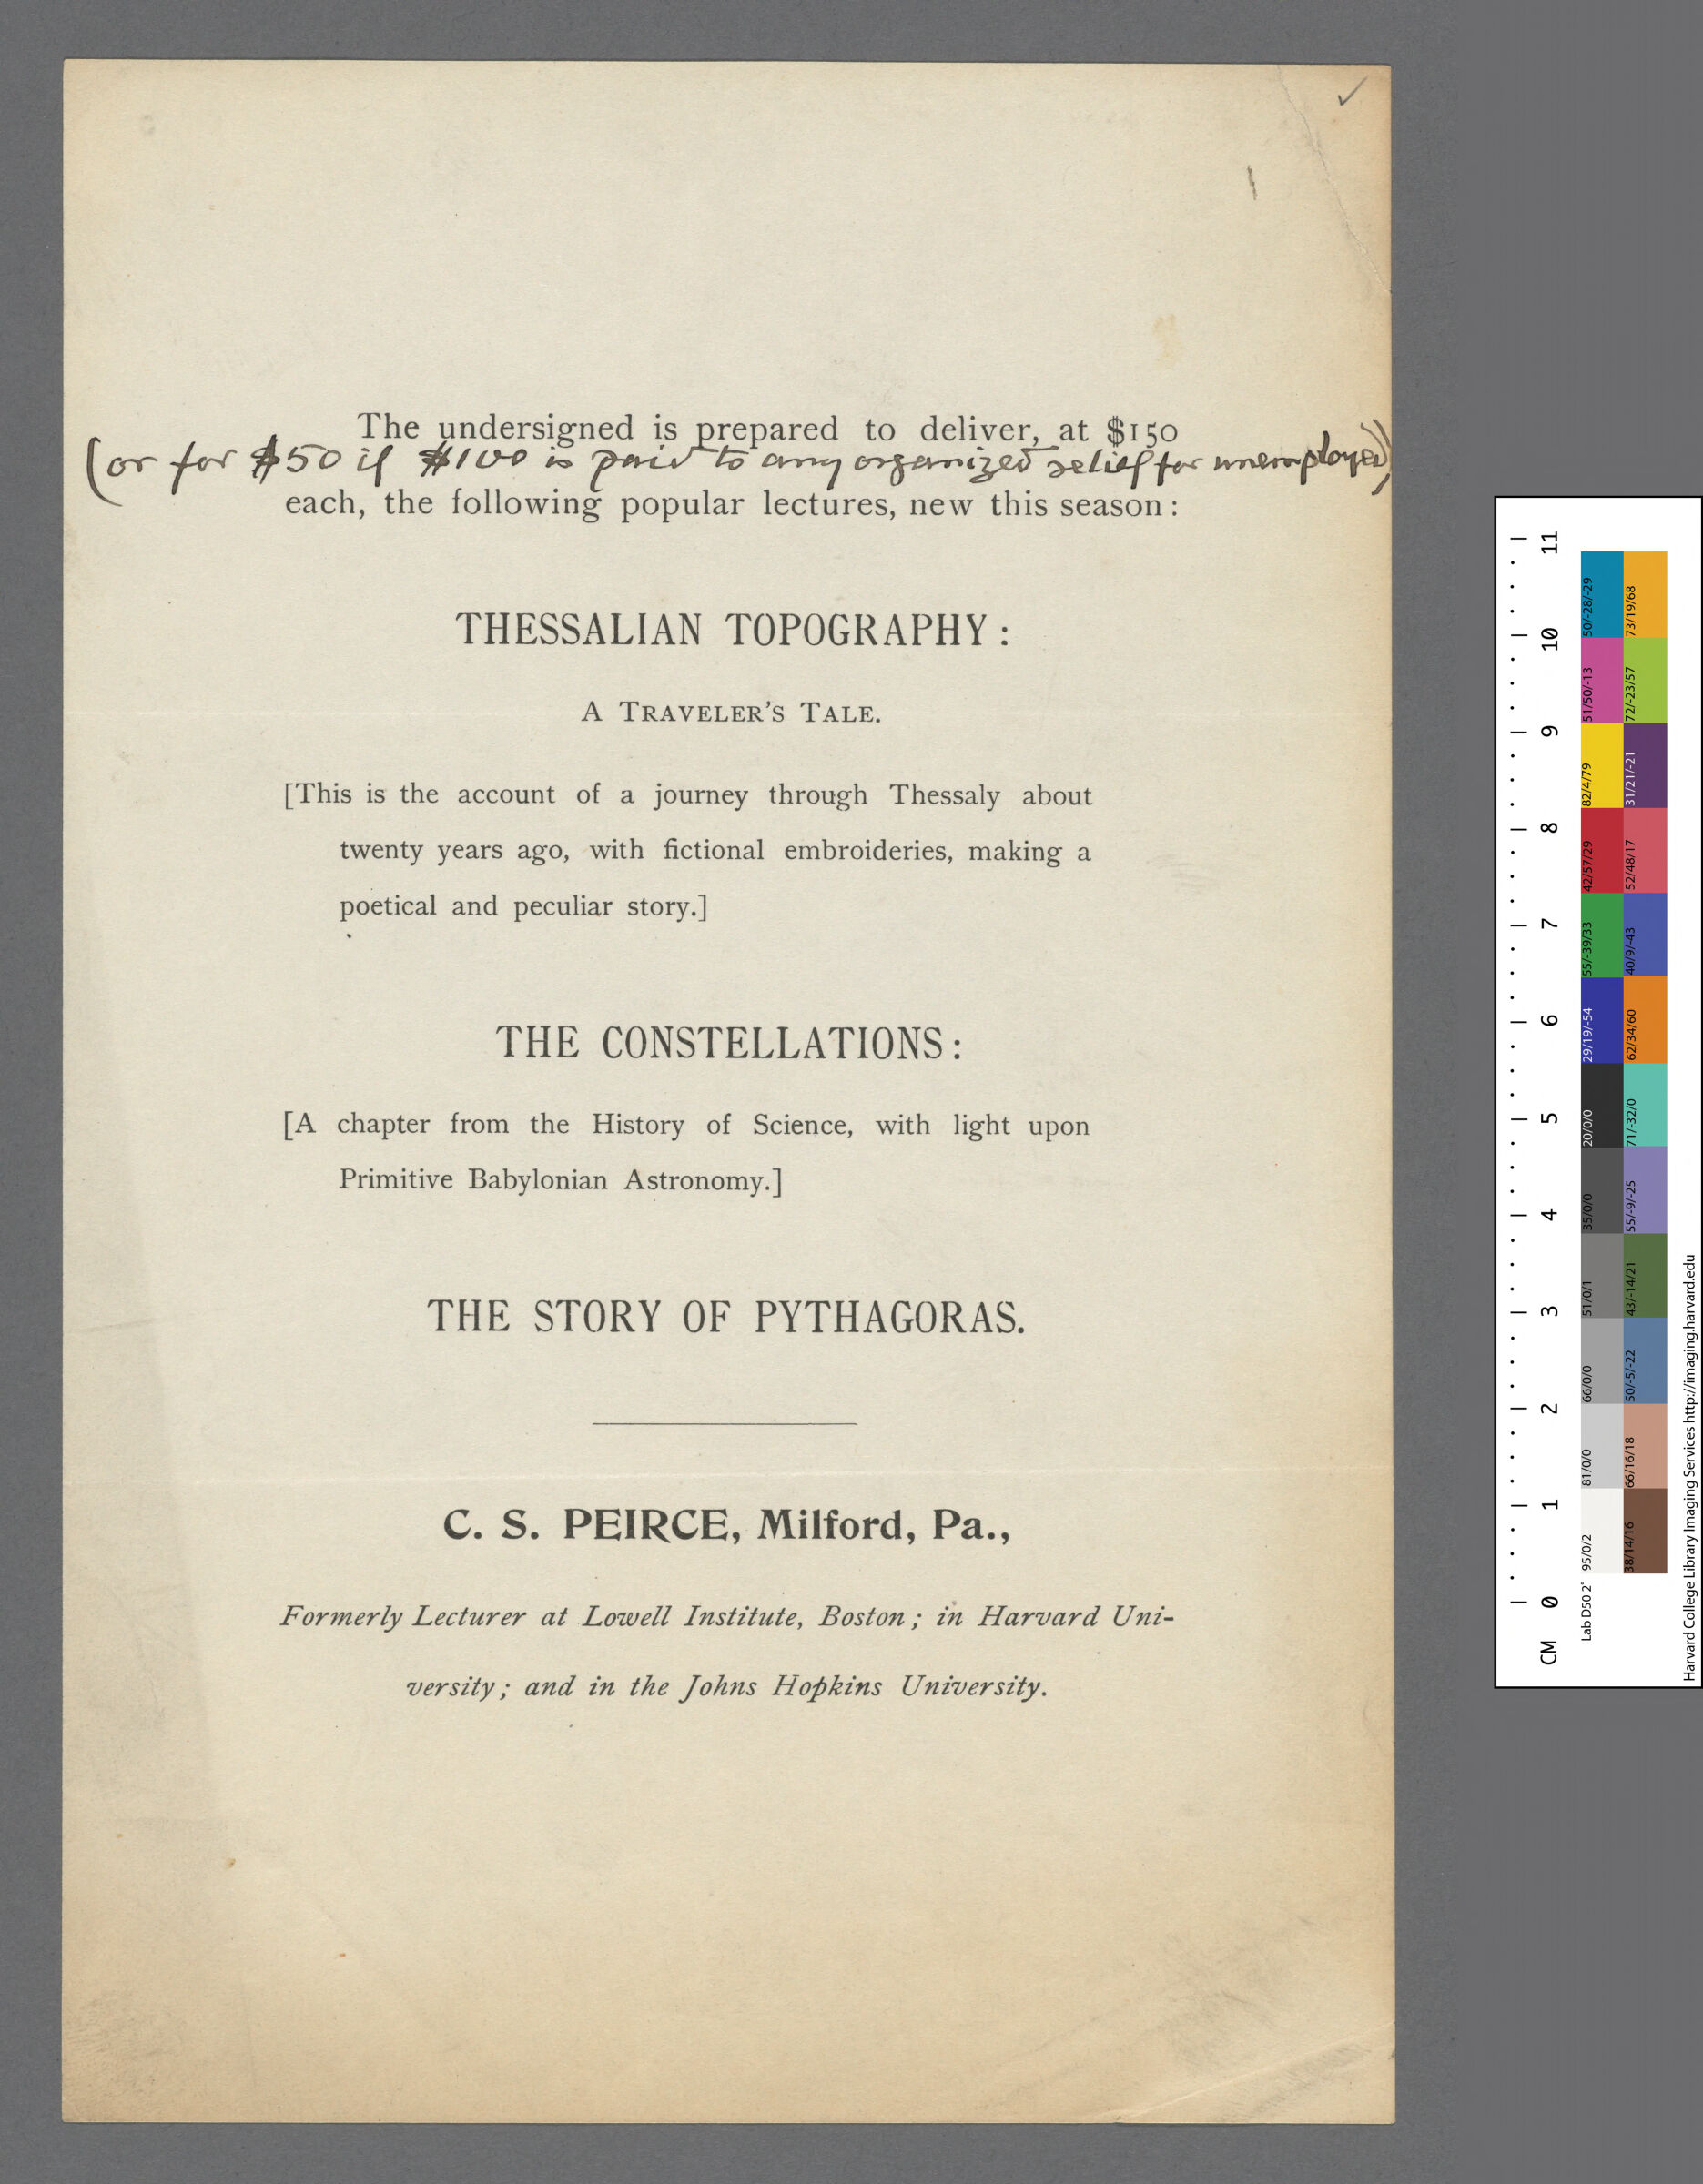 The undersigned is prepared to deliver, at $150
(or for $50 if $100 is paid to any organized relief for unemployed)
each, the following popular lectures, new this season:
THESSALIAN TOPOGRAPHY:
A TRAVELER'S TALE.
[This is the account of a journey through Thessaly about
twenty years ago, with fictional embroideries, making a
poetical and peculiar story.]
THE CONSTELLATIONS:
[A chapter from the History of Science, with light upon
Primitive Babylonian Astronomy.]
THE STORY OF PYTHAGORAS.
C. S. PEIRCE, Milford, Pa.,
Formerly Lecturer at Lowell Institute, Boston; in Harvard Uni-
versity; and in the Johns Hopkins University.
CM 0 1 2 3 4 5 6 7 8 9 10 11
Lab D50 2° 95/0/2 81/0/0 66/0/0 51/0/1 35/0/0 20/0/0 29/19/-54 55/-39/33 42/57/29 82/4/79 51/50/-13 50/-28/-29
38/14/16 66/16/18 50/-5/-22 43/-14/21 55/-9/-25 71/-32/0 62/34/60 40/9/-43 52/48/17 31/21/-21 72/-23/57 73/19/68
Harvard College Library Imaging Services http://imaging.harvard.edu